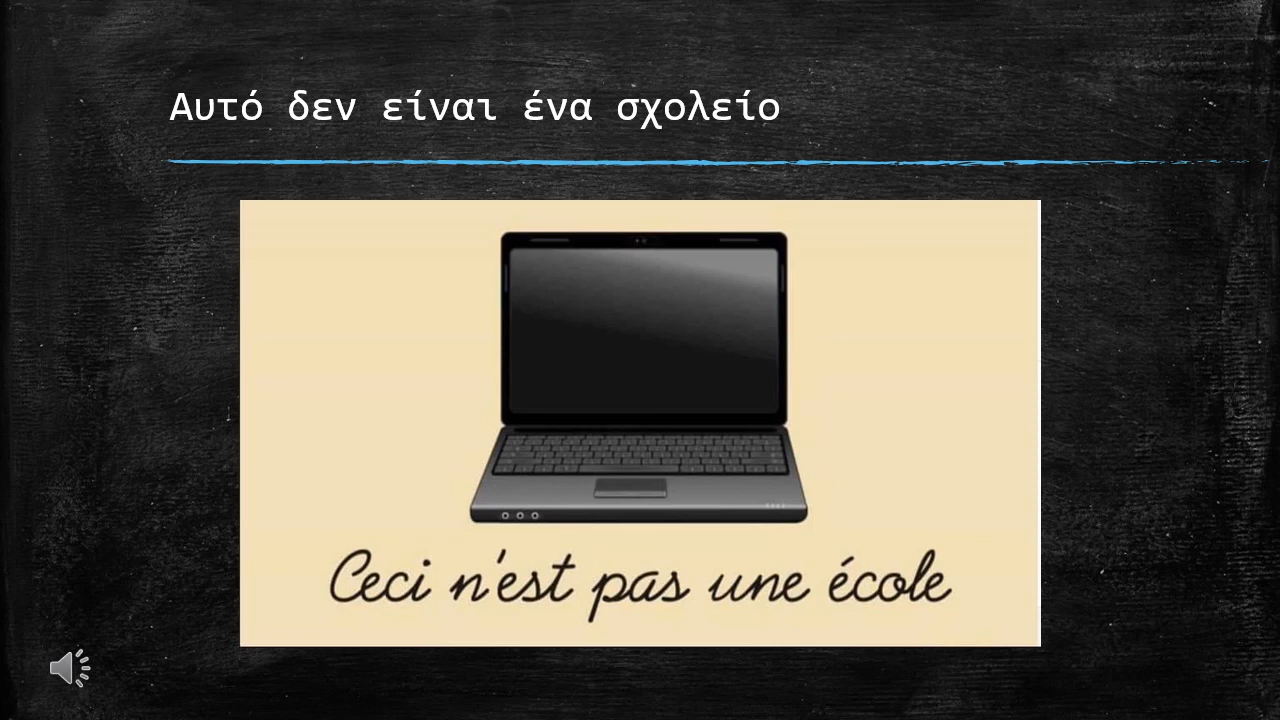 Αυτό δεν είναι ένα σχολείο
Ceci n'est pas une école